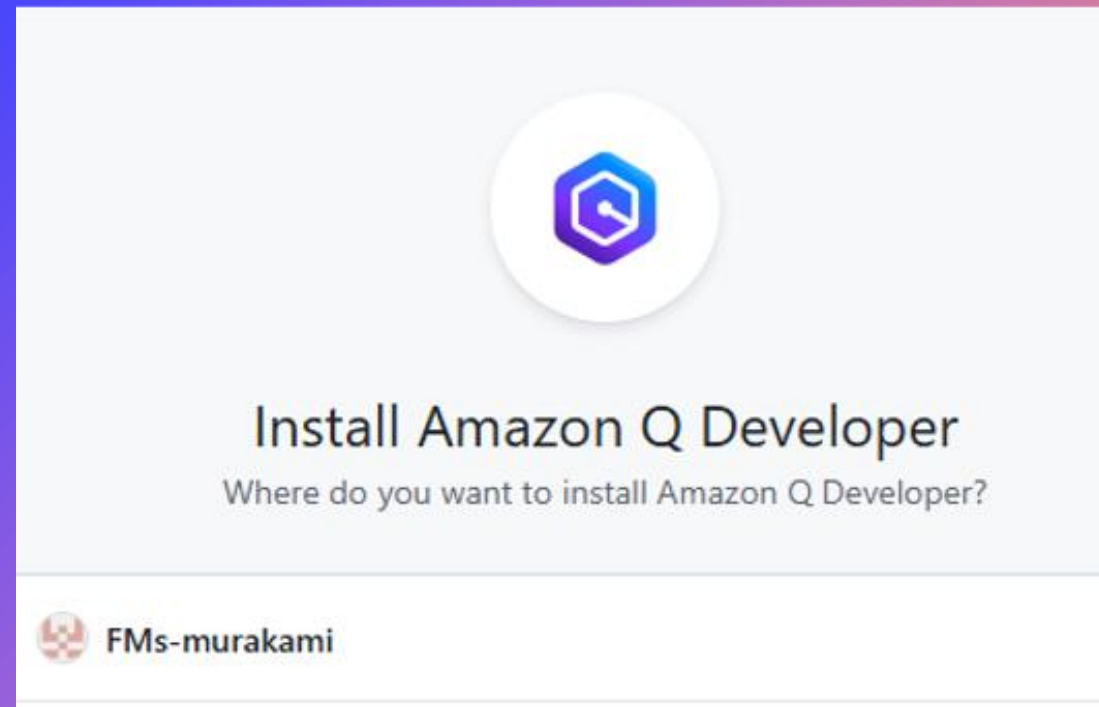 Install Amazon Q Developer
Where do you want to install Amazon Q Developer?
FMs-murakami